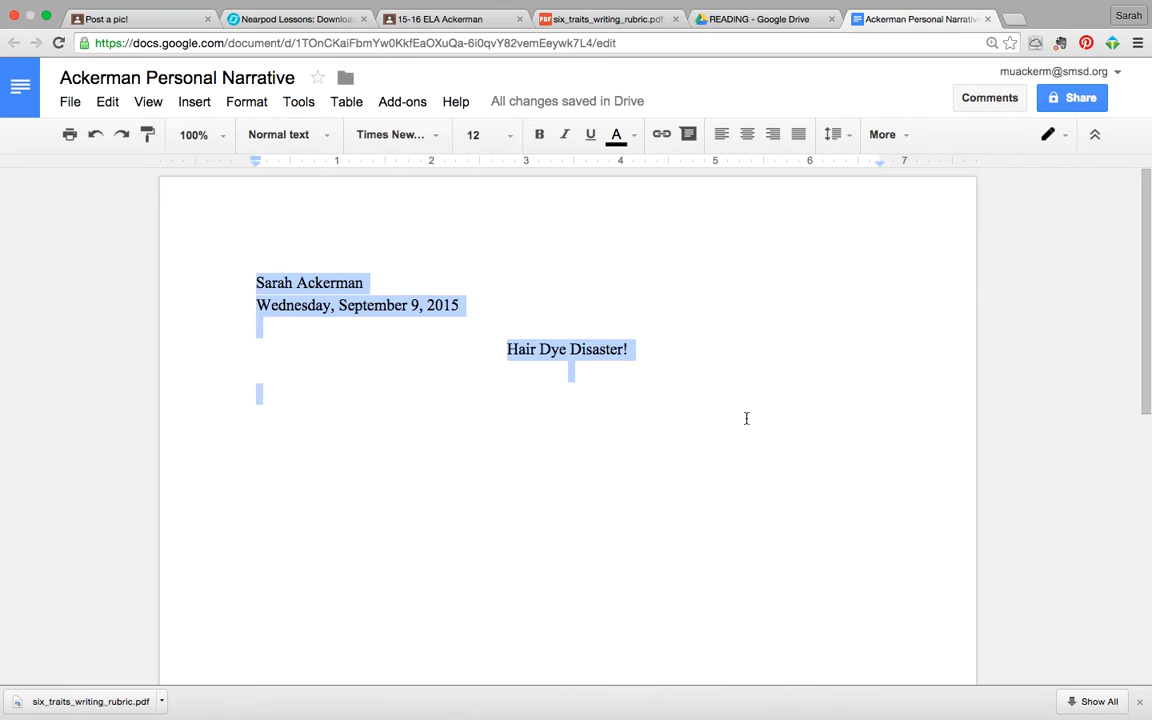 Post a pic! Nearpod Lessons: Downloa 15-16 ELA Ackerman PDF six_traits_writing_rubric.pdf READING - Google Drive Ackerman Personal Narrativ Sarah
https://docs.google.com/document/d/1TOnCKaiFbmYw0KkfEaOXuQa-6i0qvY82vemEeywk7L4/edit
Ackerman Personal Narrative muackerm@smsd.org
File Edit View Insert Format Tools Table Add-ons Help All changes saved in Drive Comments Share
100% Normal text Times New... 12 B I U A More
1 2 3 4 5 6 7
Sarah Ackerman
Wednesday, September 9, 2015
Hair Dye Disaster!
six_traits_writing_rubric.pdf Show All